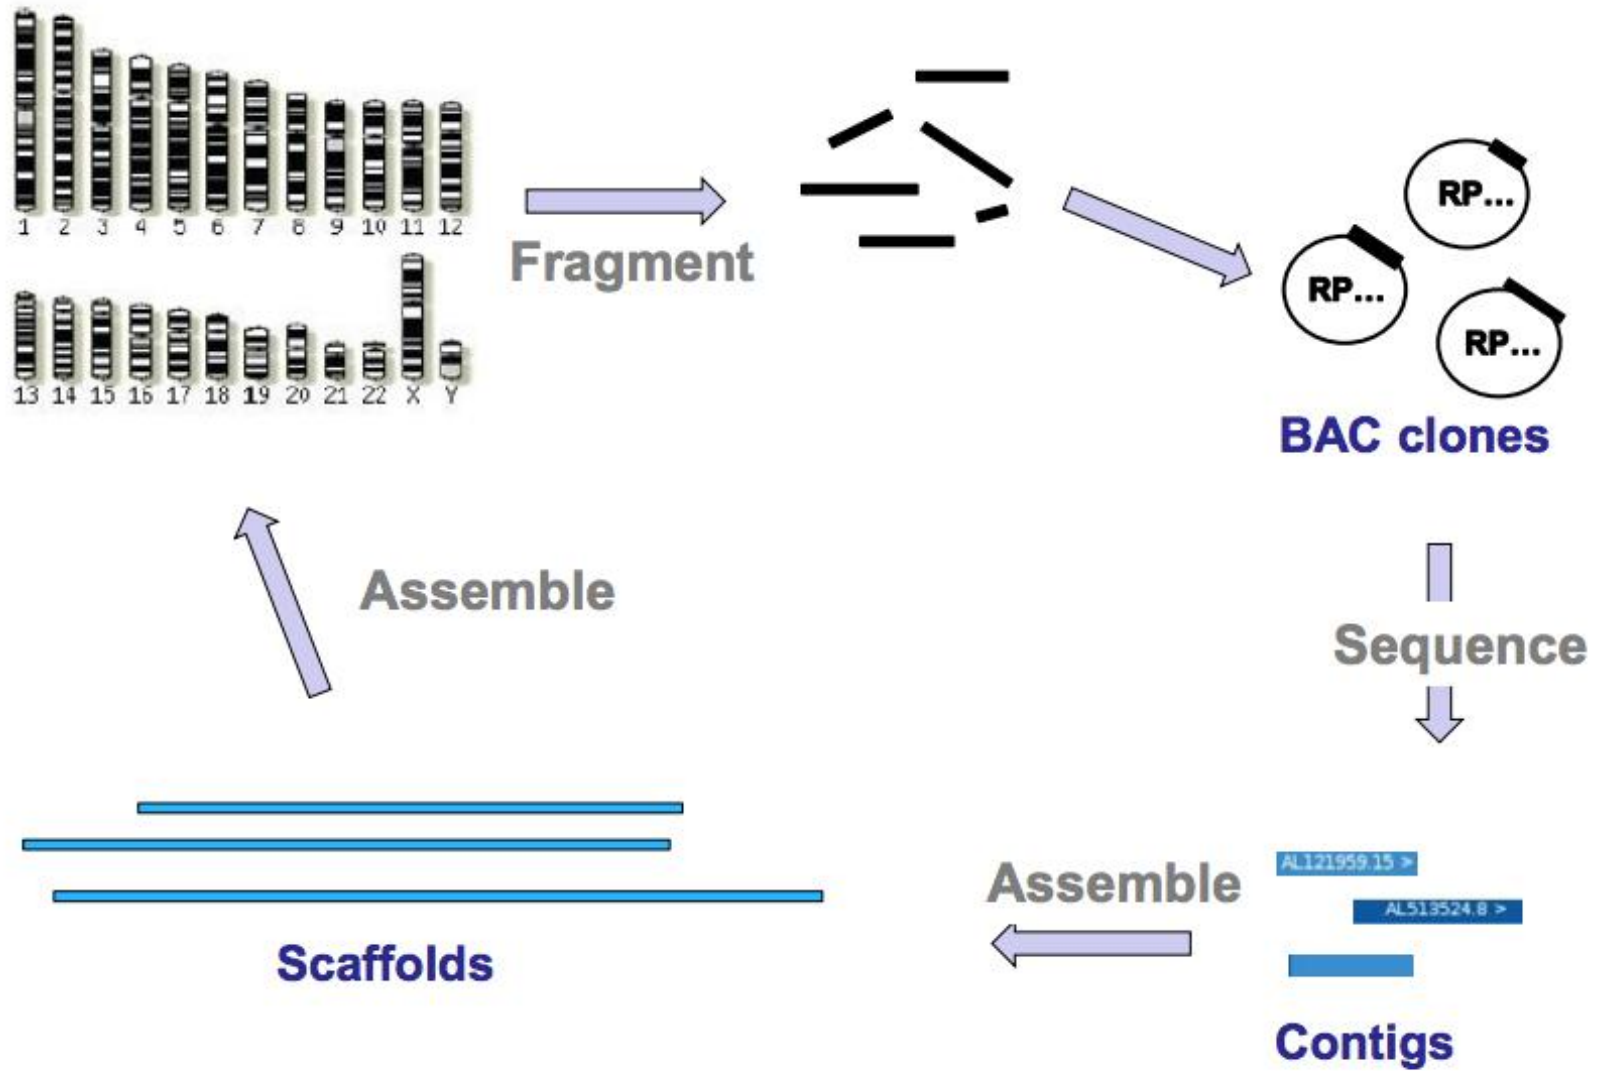 1 2 3 4 5 6 7 8 9 10 11 12
13 14 15 16 17 18 19 20 21 22 X Y
Fragment
RP...
RP...
RP...
BAC clones
Sequence
AL121959.15 >
AL513524.8 >
Contigs
Assemble
Scaffolds
Assemble